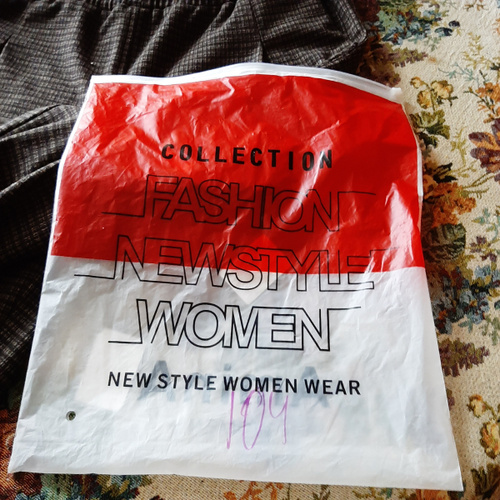 COLLECTION
FASHION
NEWSTYLE
WOMEN
NEW STYLE WOMEN WEAR
104